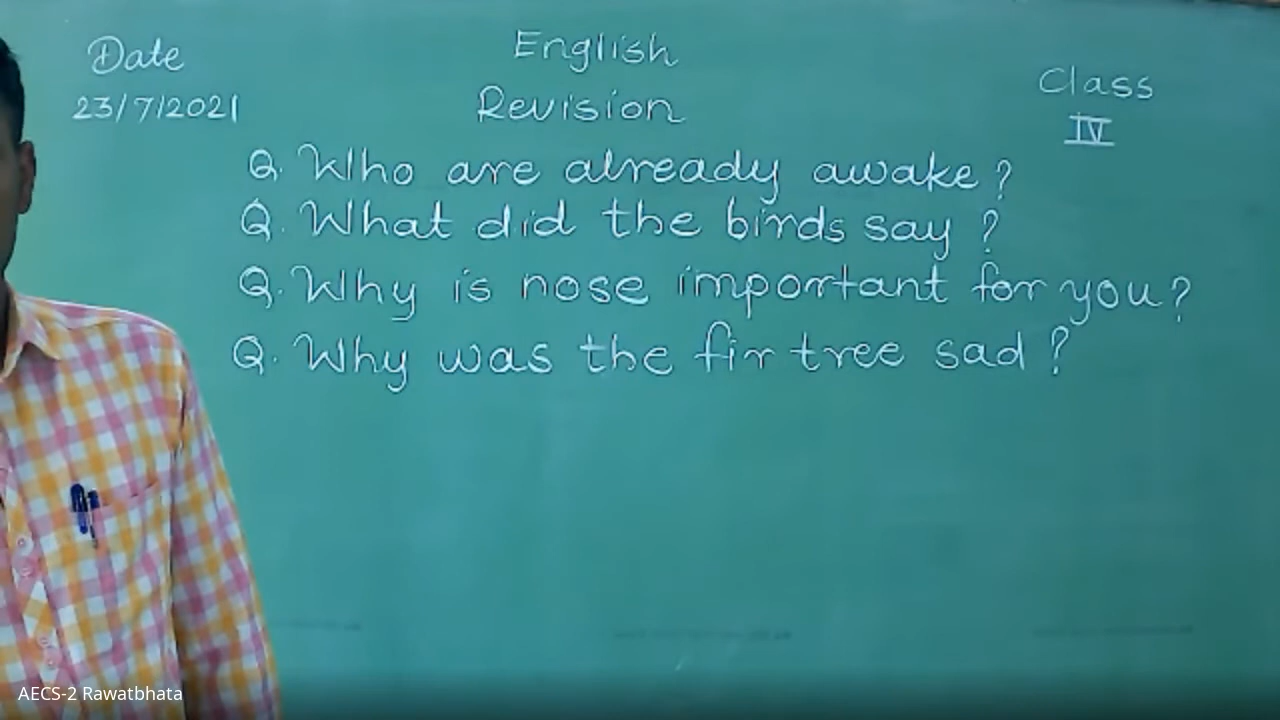 Date
23/7/2021
English
Revision
Class
IV
Q. Who are already awake?
Q. What did the birds say?
Q. Why is nose important for you?
Q. Why was the fir tree sad?
AECS-2 Rawatbhata